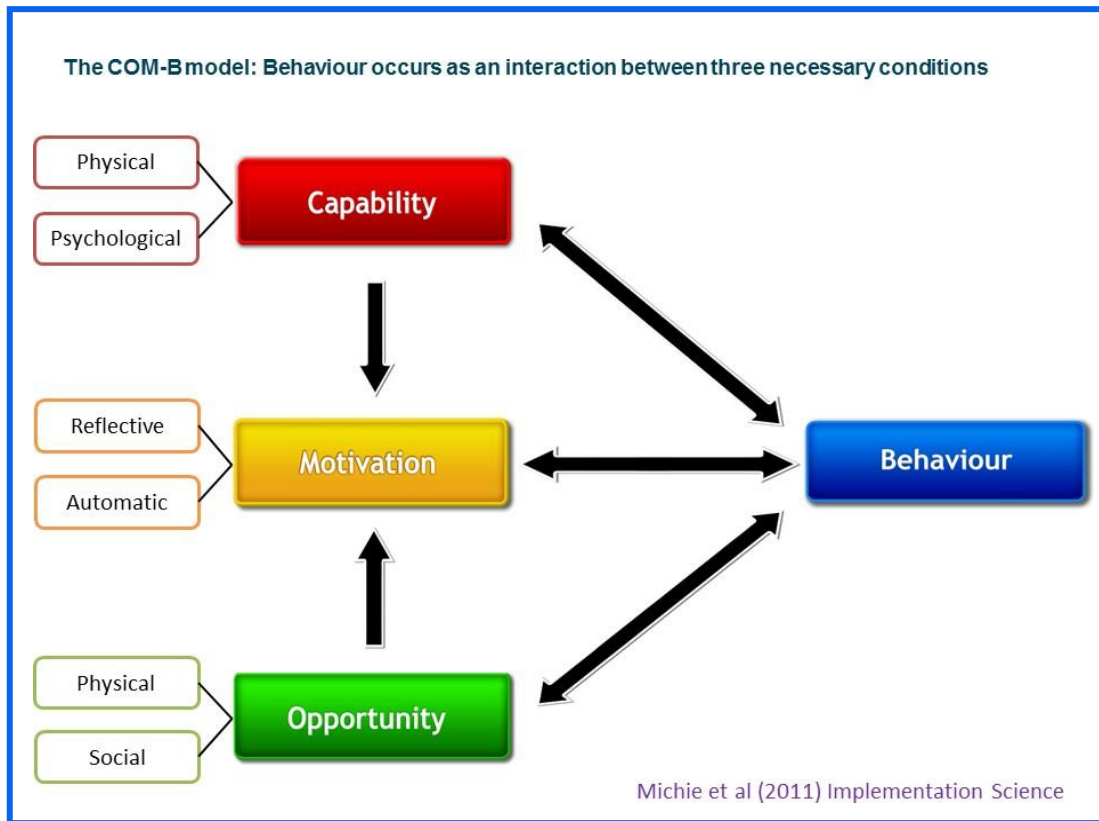 The COM-B model: Behaviour occurs as an interaction between three necessary conditions
Physical
Psychological
Capability
Reflective
Automatic
Motivation
Behaviour
Physical
Social
Opportunity
Michie et al (2011) Implementation Science